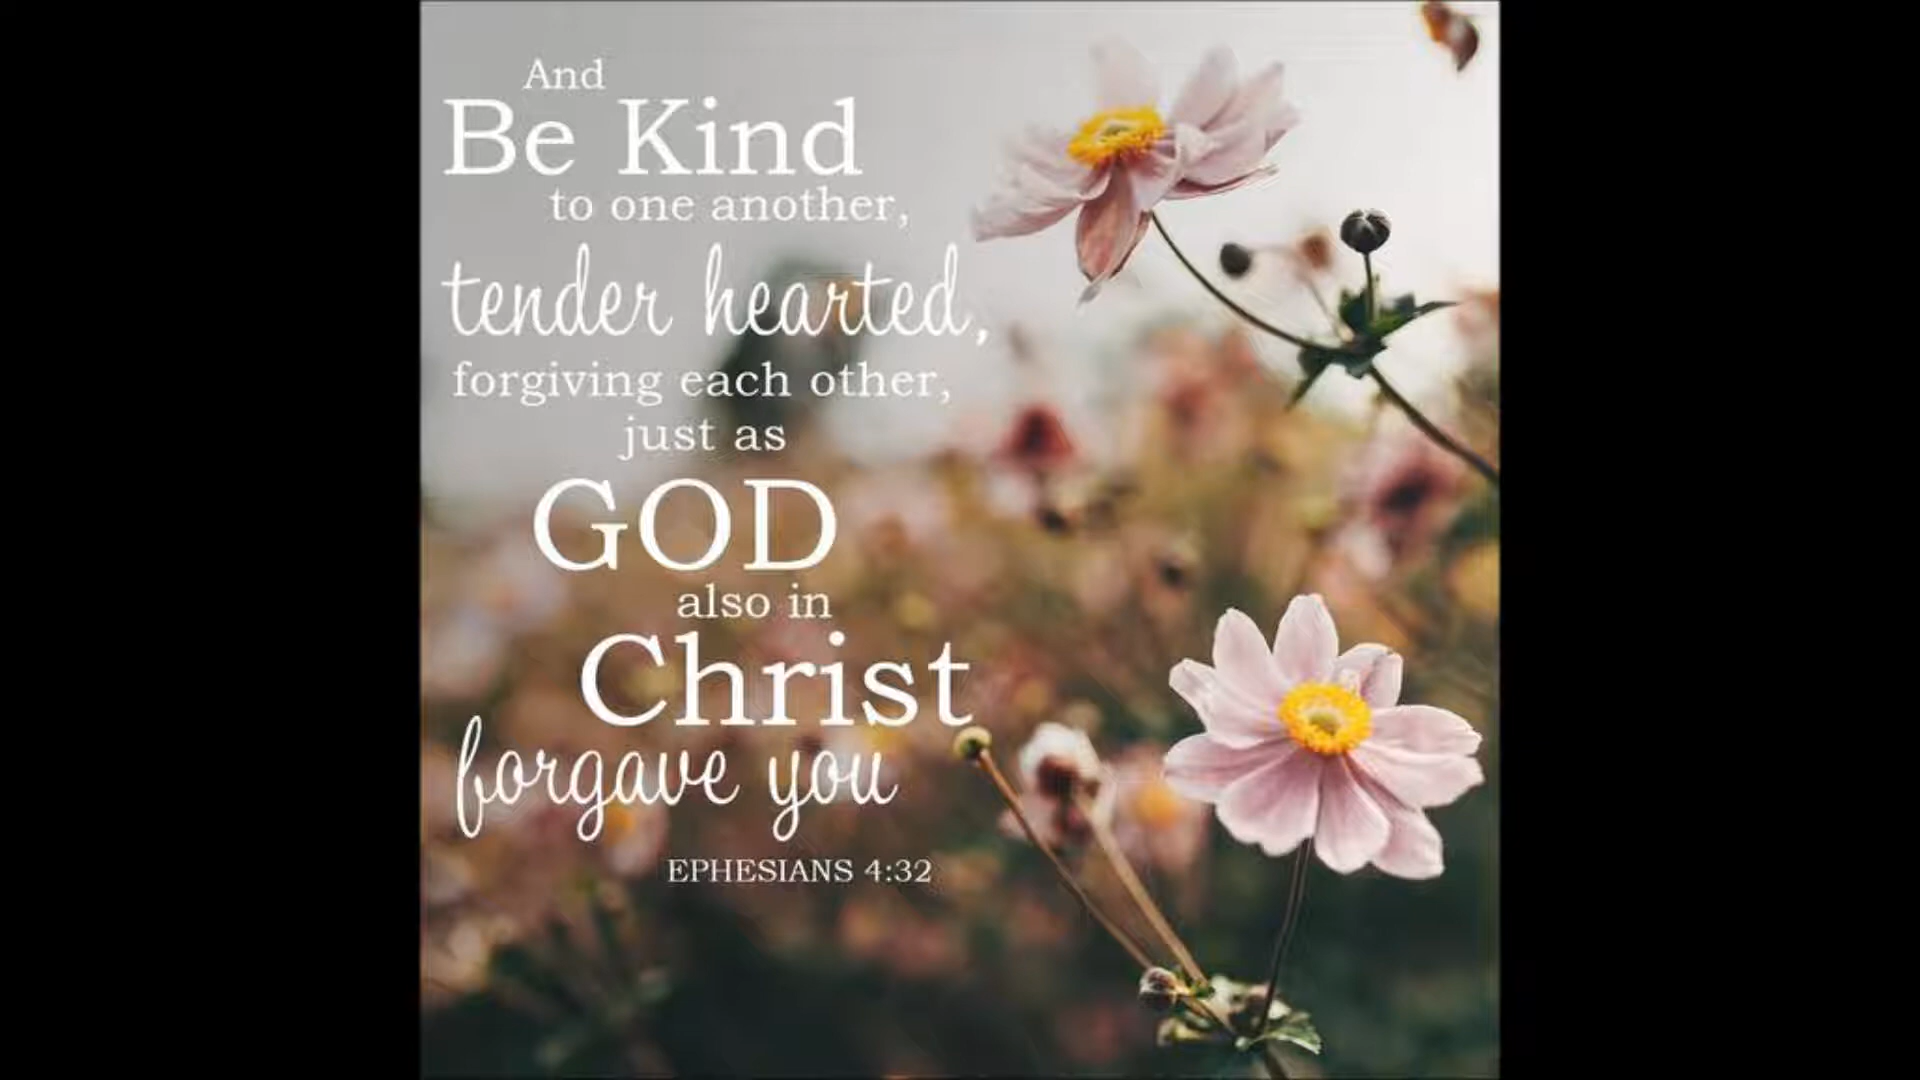 And
Be Kind
to one another,
tender hearted,
forgiving each other,
just as
GOD
also in
Christ
forgave you
EPHESIANS 4:32